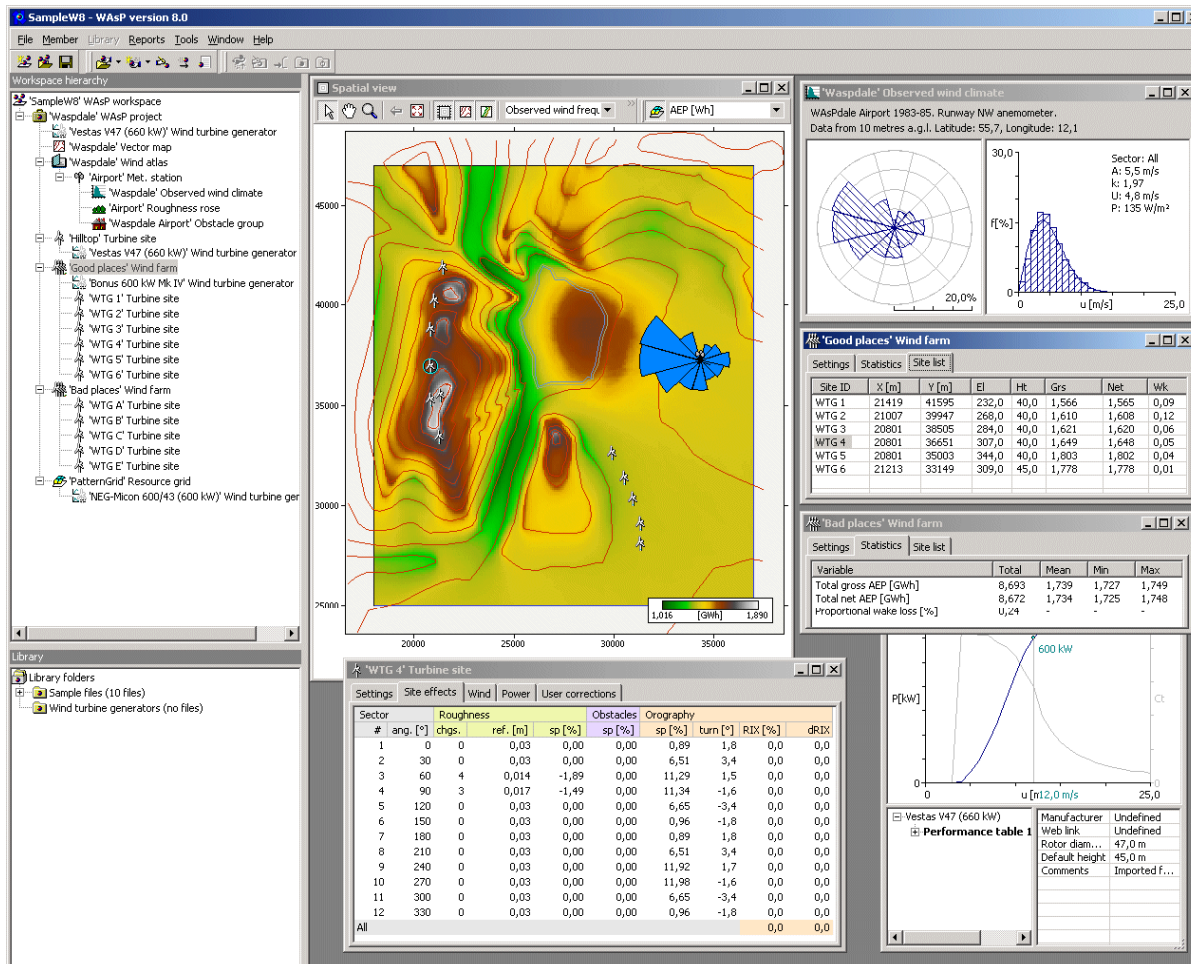 SampleW8 - WAsP version 8.0
File Member Library Reports Tools Window Help
Workspace hierarchy
'SampleW8' WAsP workspace
'Waspdale' WAsP project
'Vestas V47 (660 kW)' Wind turbine generator
'Waspdale' Vector map
'Waspdale' Wind atlas
'Airport' Met. station
'Waspdale' Observed wind climate
'Airport' Roughness rose
'Waspdale Airport' Obstacle group
'Hilltop' Turbine site
'Vestas V47 (660 kW)' Wind turbine generator
'Good places' Wind farm
'Bonus 600 kW Mk IV' Wind turbine generator
'WTG 1' Turbine site
'WTG 2' Turbine site
'WTG 3' Turbine site
'WTG 4' Turbine site
'WTG 5' Turbine site
'WTG 6' Turbine site
'Bad places' Wind farm
'WTG A' Turbine site
'WTG B' Turbine site
'WTG C' Turbine site
'WTG D' Turbine site
'WTG E' Turbine site
'PatternGrid' Resource grid
'NEG-Micon 600/43 (600 kW)' Wind turbine ger
Library
Library folders
Sample files (10 files)
Wind turbine generators (no files)
Spatial view
Observed wind freq AEP [Wh]
45000
40000
35000
30000
25000
20000 25000 30000 35000
1,016 [GWh] 1,890
'Waspdale' Observed wind climate
WAsPdale Airport 1983-85. Runway NW anemometer.
Data from 10 metres a.g.l. Latitude: 55,7, Longitude: 12,1
20,0%
30,0
f[%]
Sector: All
A: 5,5 m/s
k: 1,97
U: 4,8 m/s
P: 135 W/m²
0
0 u [m/s] 25,0
'Good places' Wind farm
Settings Statistics Site list
Site ID X [m] Y [m] El Ht Grs Net Wk
WTG 1 21419 41595 232,0 40,0 1,566 1,565 0,09
WTG 2 21007 39947 268,0 40,0 1,610 1,608 0,12
WTG 3 20801 38505 284,0 40,0 1,621 1,620 0,06
WTG 4 20801 36651 307,0 40,0 1,649 1,648 0,05
WTG 5 20801 35003 344,0 40,0 1,803 1,802 0,04
WTG 6 21213 33149 309,0 45,0 1,778 1,778 0,01
'Bad places' Wind farm
Settings Statistics Site list
Variable Total Mean Min Max
Total gross AEP [GWh] 8,693 1,739 1,727 1,749
Total net AEP [GWh] 8,672 1,734 1,725 1,748
Proportional wake loss [%] 0,24 - - -
600 kW
P[kW]
Ct
0 0
0 u [m 12,0 m/s 25,0
Vestas V47 (660 kW)
Performance table 1
Manufacturer Undefined
Web link Undefined
Rotor diam... 47,0 m
Default height 45,0 m
Comments Imported f...
'WTG 4' Turbine site
Settings Site effects Wind Power User corrections
Sector Roughness Obstacles Orography
# ang. [°] chgs. ref. [m] sp [%] sp [%] sp [%] turn [°] RIX [%] dRIX
1 0 0 0,03 0,00 0,00 0,89 1,8 0,0 0,0
2 30 0 0,03 0,00 0,00 6,51 3,4 0,0 0,0
3 60 4 0,014 -1,89 0,00 11,29 1,5 0,0 0,0
4 90 3 0,017 -1,49 0,00 11,34 -1,6 0,0 0,0
5 120 0 0,03 0,00 0,00 6,65 -3,4 0,0 0,0
6 150 0 0,03 0,00 0,00 0,96 -1,8 0,0 0,0
7 180 0 0,03 0,00 0,00 0,89 1,8 0,0 0,0
8 210 0 0,03 0,00 0,00 6,51 3,4 0,0 0,0
9 240 0 0,03 0,00 0,00 11,92 1,7 0,0 0,0
10 270 0 0,03 0,00 0,00 11,98 -1,6 0,0 0,0
11 300 0 0,03 0,00 0,00 6,65 -3,4 0,0 0,0
12 330 0 0,03 0,00 0,00 0,96 -1,8 0,0 0,0
All 0,0 0,0